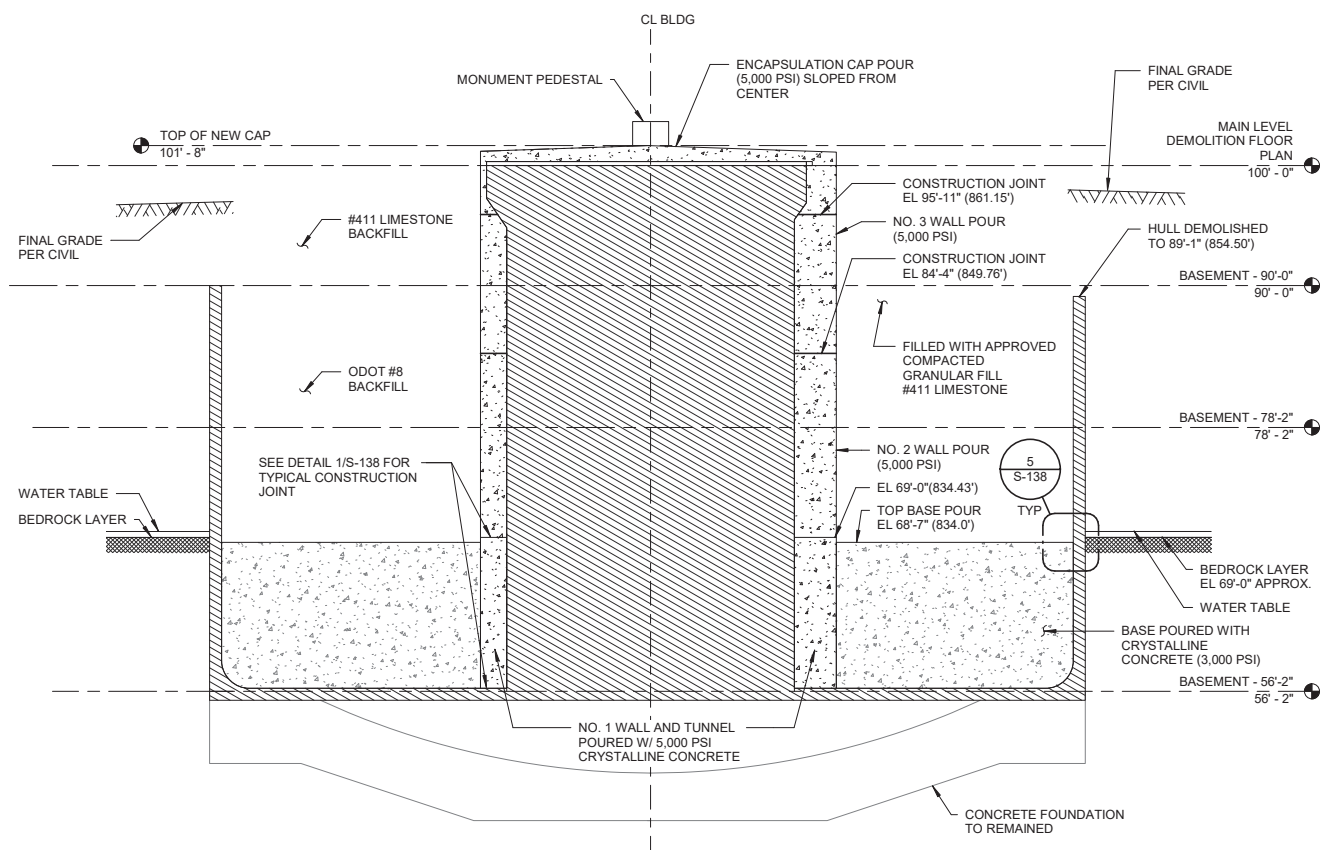 CL BLDG
MONUMENT PEDESTAL
ENCAPSULATION CAP POUR
(5,000 PSI) SLOPED FROM
CENTER
FINAL GRADE
PER CIVIL
TOP OF NEW CAP
101' - 8"
MAIN LEVEL
DEMOLITION FLOOR
PLAN
100' - 0"
CONSTRUCTION JOINT
EL 95'-11" (861.15')
#411 LIMESTONE
BACKFILL
NO. 3 WALL POUR
(5,000 PSI)
HULL DEMOLISHED
TO 89'-1" (854.50')
FINAL GRADE
PER CIVIL
CONSTRUCTION JOINT
EL 84'-4" (849.76')
BASEMENT - 90'-0"
90' - 0"
FILLED WITH APPROVED
COMPACTED
GRANULAR FILL
#411 LIMESTONE
ODOT #8
BACKFILL
BASEMENT - 78'-2"
78' - 2"
NO. 2 WALL POUR
(5,000 PSI)
5
S-138
TYP
SEE DETAIL 1/S-138 FOR
TYPICAL CONSTRUCTION
JOINT
EL 69'-0"(834.43')
WATER TABLE
BEDROCK LAYER
TOP BASE POUR
EL 68'-7" (834.0')
BEDROCK LAYER
EL 69'-0" APPROX.
WATER TABLE
BASE POURED WITH
CRYSTALLINE
CONCRETE (3,000 PSI)
BASEMENT - 56'-2"
56' - 2"
NO. 1 WALL AND TUNNEL
POURED W/ 5,000 PSI
CRYSTALLINE CONCRETE
CONCRETE FOUNDATION
TO REMAINED